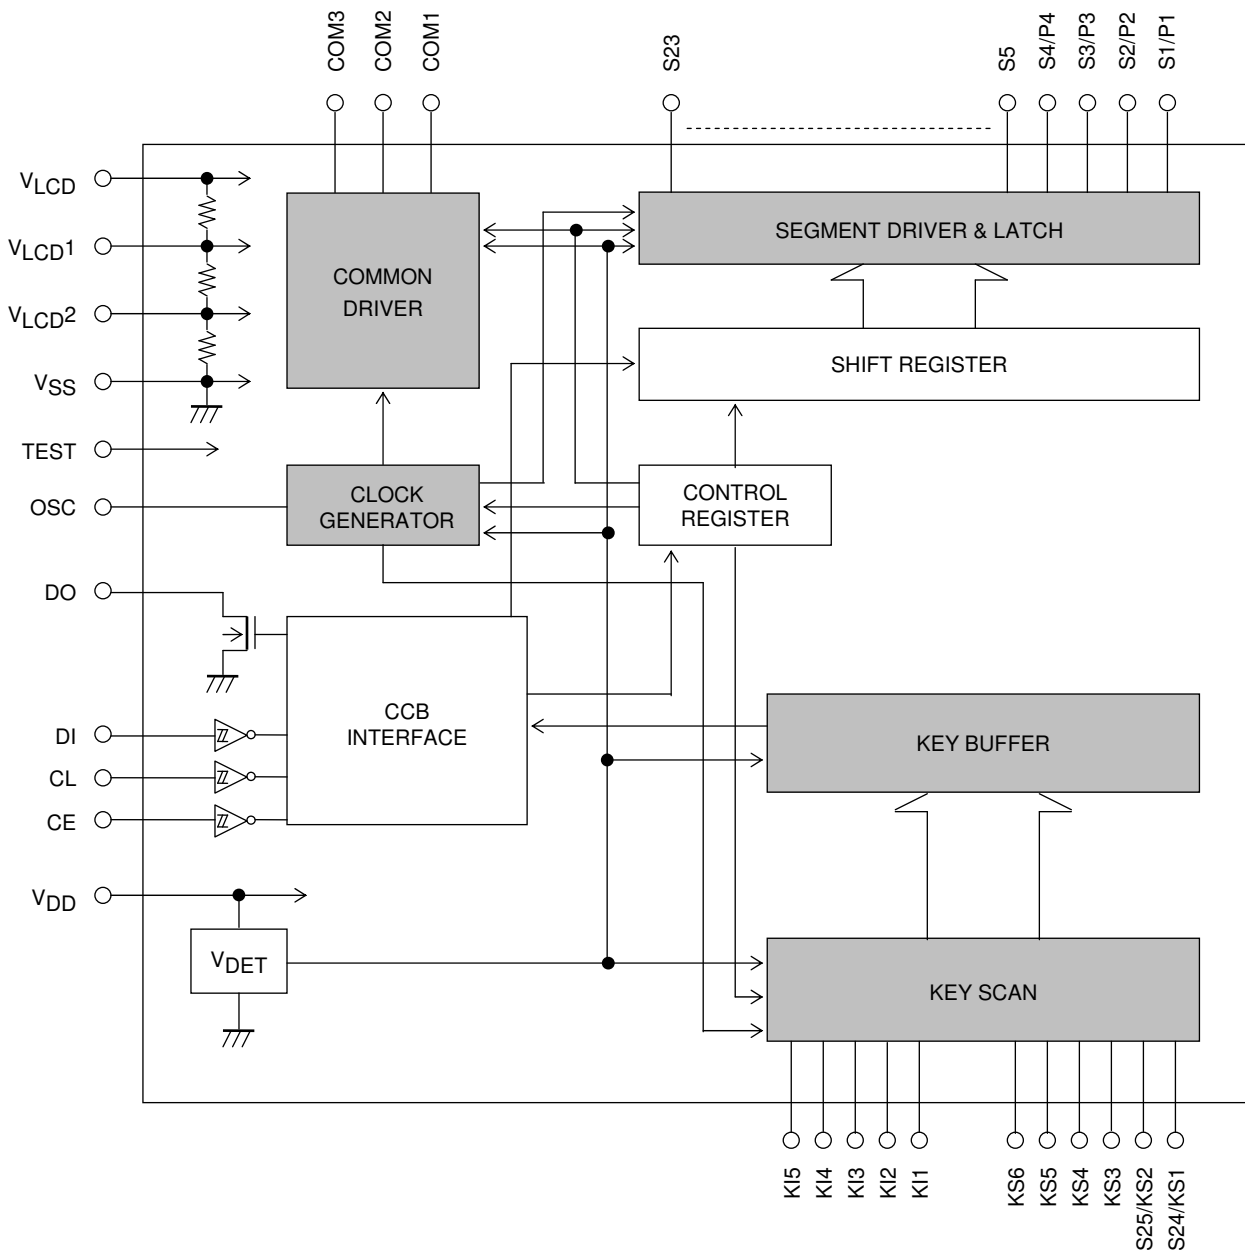 COM3
COM2
COM1
S23
S5
S4/P4
S3/P3
S2/P2
S1/P1
VLCD
VLCD1
VLCD2
VSS
TEST
OSC
DO
DI
CL
CE
VDD
COMMON
DRIVER
SEGMENT DRIVER & LATCH
SHIFT REGISTER
CLOCK
GENERATOR
CONTROL
REGISTER
CCB
INTERFACE
KEY BUFFER
VDET
KEY SCAN
KI5
KI4
KI3
KI2
KI1
KS6
KS5
KS4
KS3
S25/KS2
S24/KS1